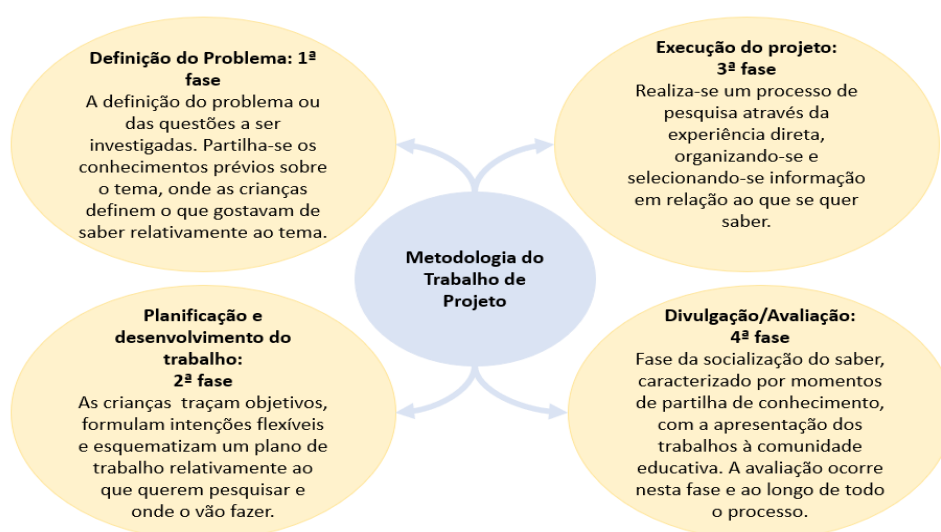 Definição do Problema: 1ª
fase
A definição do problema ou
das questões a ser
investigadas. Partilha-se os
conhecimentos prévios sobre
o tema, onde as crianças
definem o que gostavam de
saber relativamente ao tema.
Execução do projeto:
3ª fase
Realiza-se um processo de
pesquisa através da
experiência direta,
organizando-se e
selecionando-se informação
em relação ao que se quer
saber.
Metodologia do
Trabalho de
Projeto
Planificação e
desenvolvimento do
trabalho:
2ª fase
As crianças traçam objetivos,
formulam intenções flexíveis
e esquematizam um plano de
trabalho relativamente ao
que querem pesquisar e
onde o vão fazer.
Divulgação/Avaliação:
4ª fase
Fase da socialização do saber,
caracterizado por momentos
de partilha de conhecimento,
com a apresentação dos
trabalhos à comunidade
educativa. A avaliação ocorre
nesta fase e ao longo de todo
o processo.